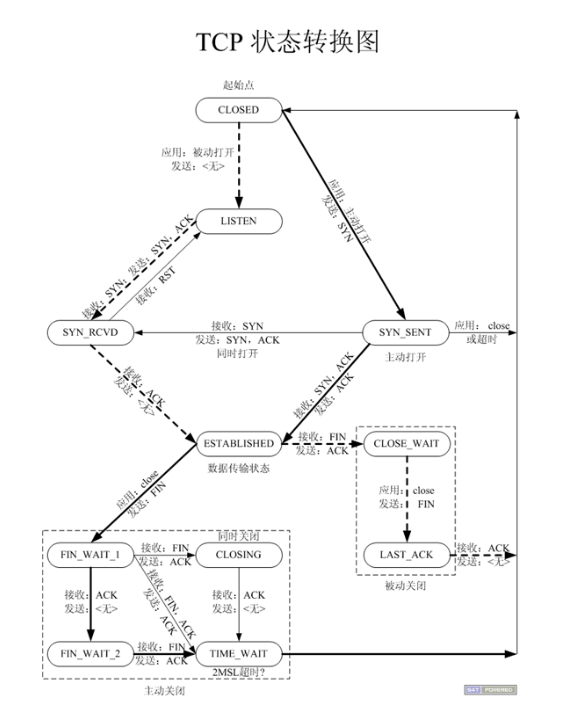 TCP 状态转换图
起始点
CLOSED
应用：被动打开
发送：<无>
应用：主动打开
发送：SYN
LISTEN
接收：SYN；发送：SYN，ACK
接收：RST
SYN_RCVD
接收：SYN
发送：SYN，ACK
同时打开
SYN_SENT
主动打开
应用：close
或超时
接收：ACK
发送：<无>
接收：SYN，ACK
发送：ACK
ESTABLISHED
数据传输状态
接收：FIN
发送：ACK
CLOSE_WAIT
应用：close
发送： FIN
LAST_ACK
接收：ACK
发送：<无>
被动关闭
应用：close
发送：FIN
同时关闭
FIN_WAIT_1
接收：FIN
发送：ACK
CLOSING
接收：ACK
发送：<无>
接收：FIN，ACK
发送：ACK
接收：ACK
发送：<无>
FIN_WAIT_2
接收：FIN
发送：ACK
TIME_WAIT
2MSL超时?
主动关闭
POWERED